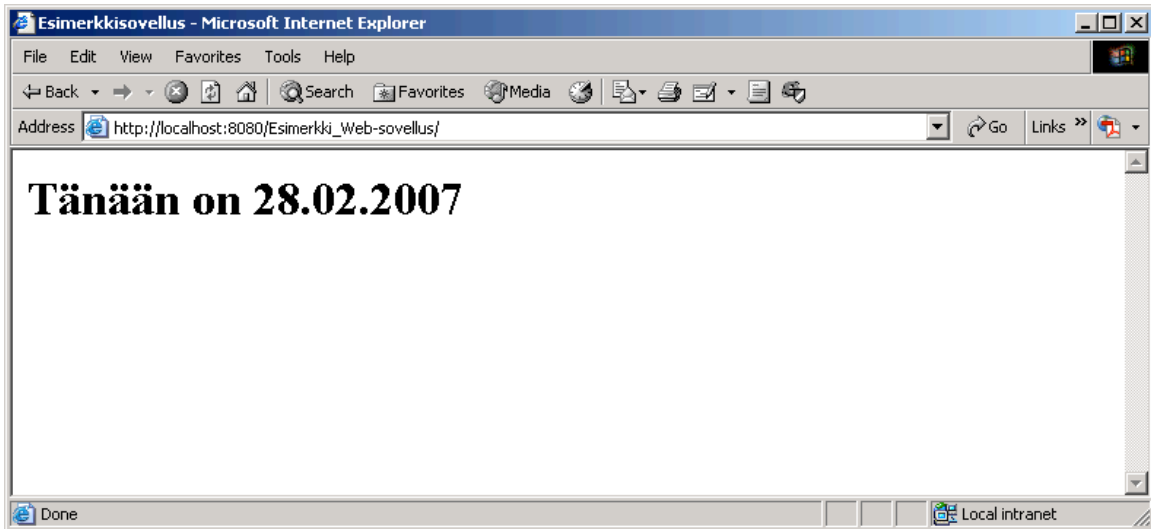 Esimerkkisovellus - Microsoft Internet Explorer
File Edit View Favorites Tools Help
Back Search Favorites Media
Address http://localhost:8080/Esimerkki_Web-sovellus/ Go Links »
Tänään on 28.02.2007
Done Local intranet